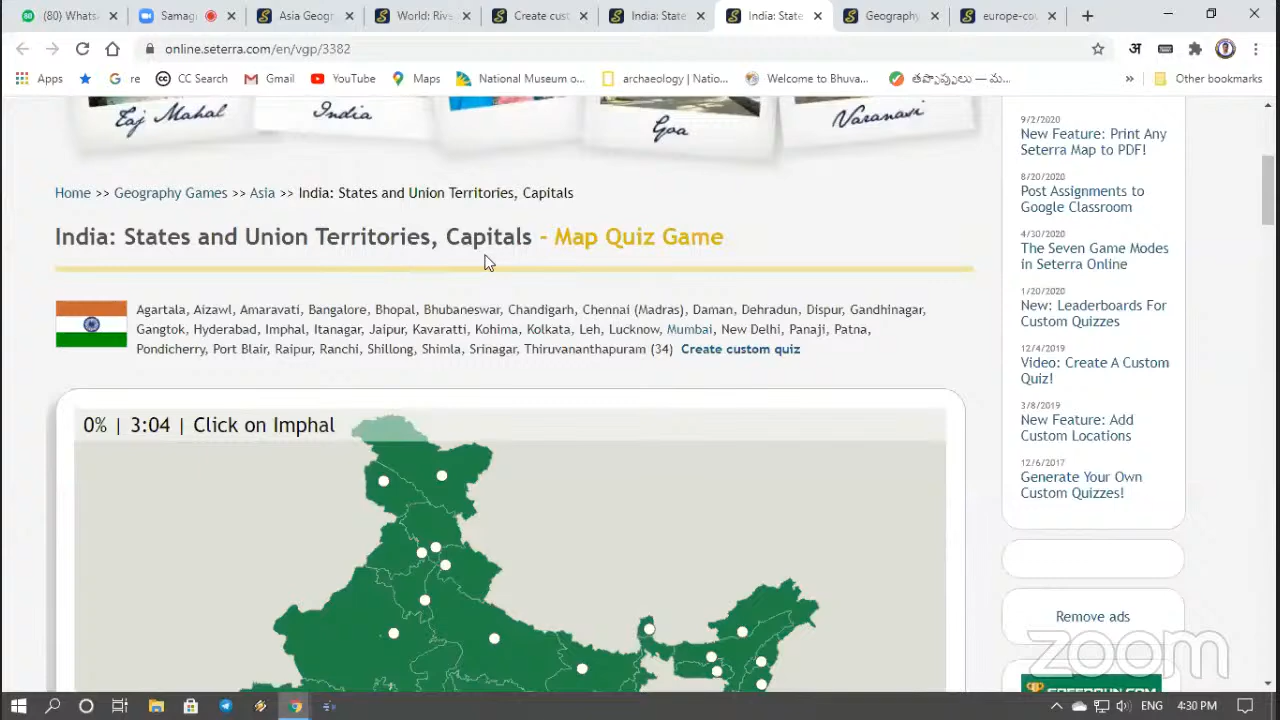 (80) Whats
Samag
Asia Geogr
World: Rive
Create cust
India: State
India: State
Geography
europe-cou
online.seterra.com/en/vgp/3382
Apps
G re
CC Search
Gmail
YouTube
Maps
National Museum o...
archaeology | Natio...
Welcome to Bhuva...
తప్పొప్పులు — మ...
»
Other bookmarks
Taj Mahal
India
Goa
Varanasi
Home >> Geography Games >> Asia >> India: States and Union Territories, Capitals
India: States and Union Territories, Capitals - Map Quiz Game
Agartala, Aizawl, Amaravati, Bangalore, Bhopal, Bhubaneswar, Chandigarh, Chennai (Madras), Daman, Dehradun, Dispur, Gandhinagar,
Gangtok, Hyderabad, Imphal, Itanagar, Jaipur, Kavaratti, Kohima, Kolkata, Leh, Lucknow, Mumbai, New Delhi, Panaji, Patna,
Pondicherry, Port Blair, Raipur, Ranchi, Shillong, Shimla, Srinagar, Thiruvananthapuram (34) Create custom quiz
0% | 3:04 | Click on Imphal
9/2/2020
New Feature: Print Any
Seterra Map to PDF!
8/20/2020
Post Assignments to
Google Classroom
4/30/2020
The Seven Game Modes
in Seterra Online
1/20/2020
New: Leaderboards For
Custom Quizzes
12/4/2019
Video: Create A Custom
Quiz!
3/8/2019
New Feature: Add
Custom Locations
12/6/2017
Generate Your Own
Custom Quizzes!
Remove ads
zoom
ENG
4:30 PM